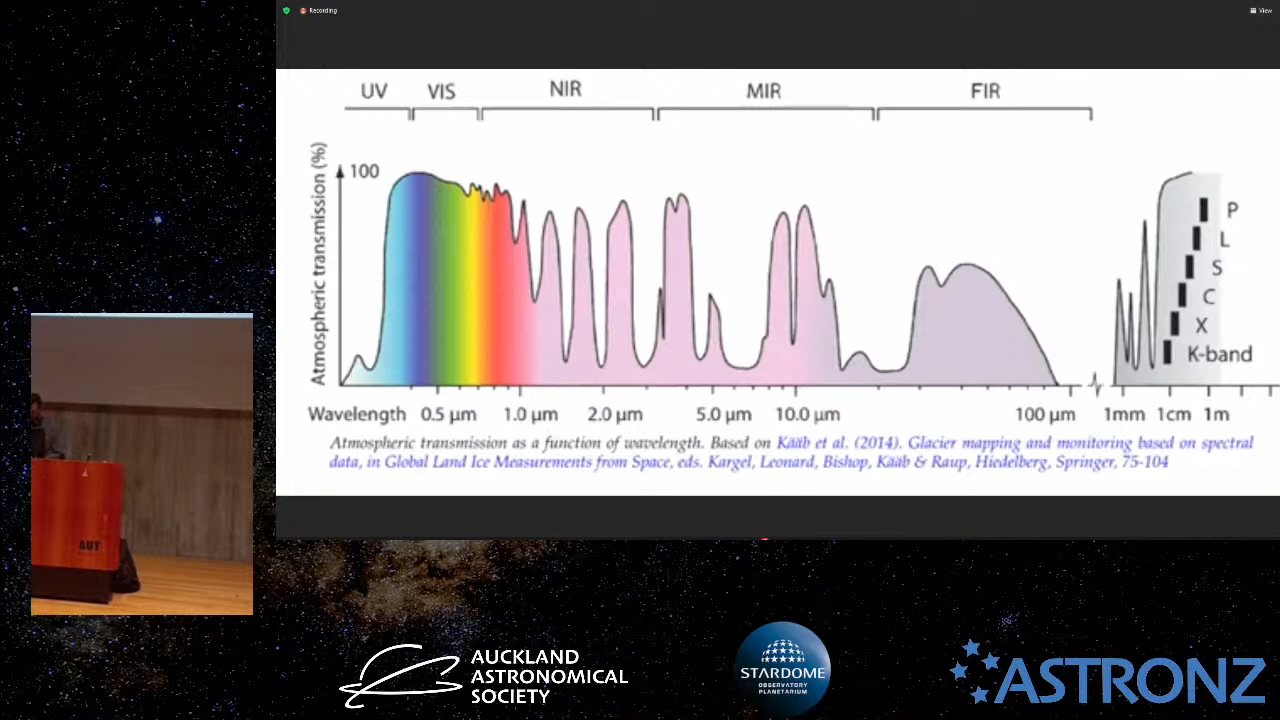 Recording
View
UV VIS NIR MIR FIR
Atmospheric transmission (%)
100
P
L
S
C
X
K-band
Wavelength 0.5 μm 1.0 μm 2.0 μm 5.0 μm 10.0 μm 100 μm 1mm 1cm 1m
Atmospheric transmission as a function of wavelength. Based on Kääb et al. (2014). Glacier mapping and monitoring based on spectral
data, in Global Land Ice Measurements from Space, eds. Kargel, Leonard, Bishop, Kääb & Raup, Hiedelberg, Springer, 75-104
AUT
AUCKLAND
ASTRONOMICAL
SOCIETY
STARDOME
OBSERVATORY
PLANETARIUM
ASTRONZ